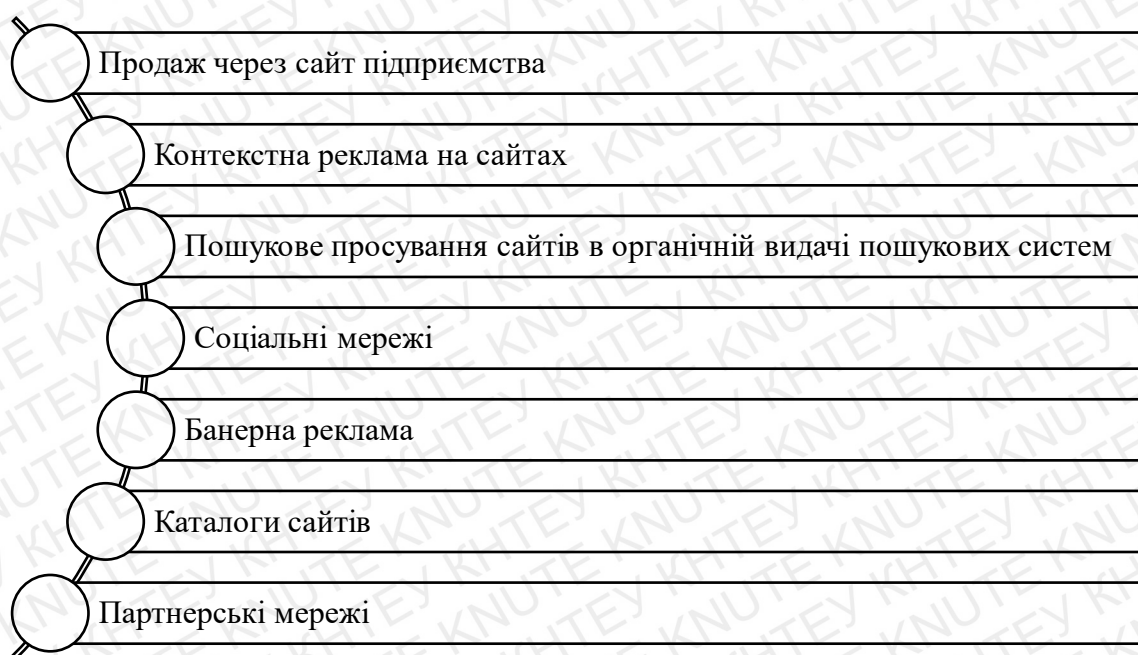 Продаж через сайт підприємства
Контекстна реклама на сайтах
Пошукове просування сайтів в органічній видачі пошукових систем
Соціальні мережі
Банерна реклама
Каталоги сайтів
Партнерські мережі